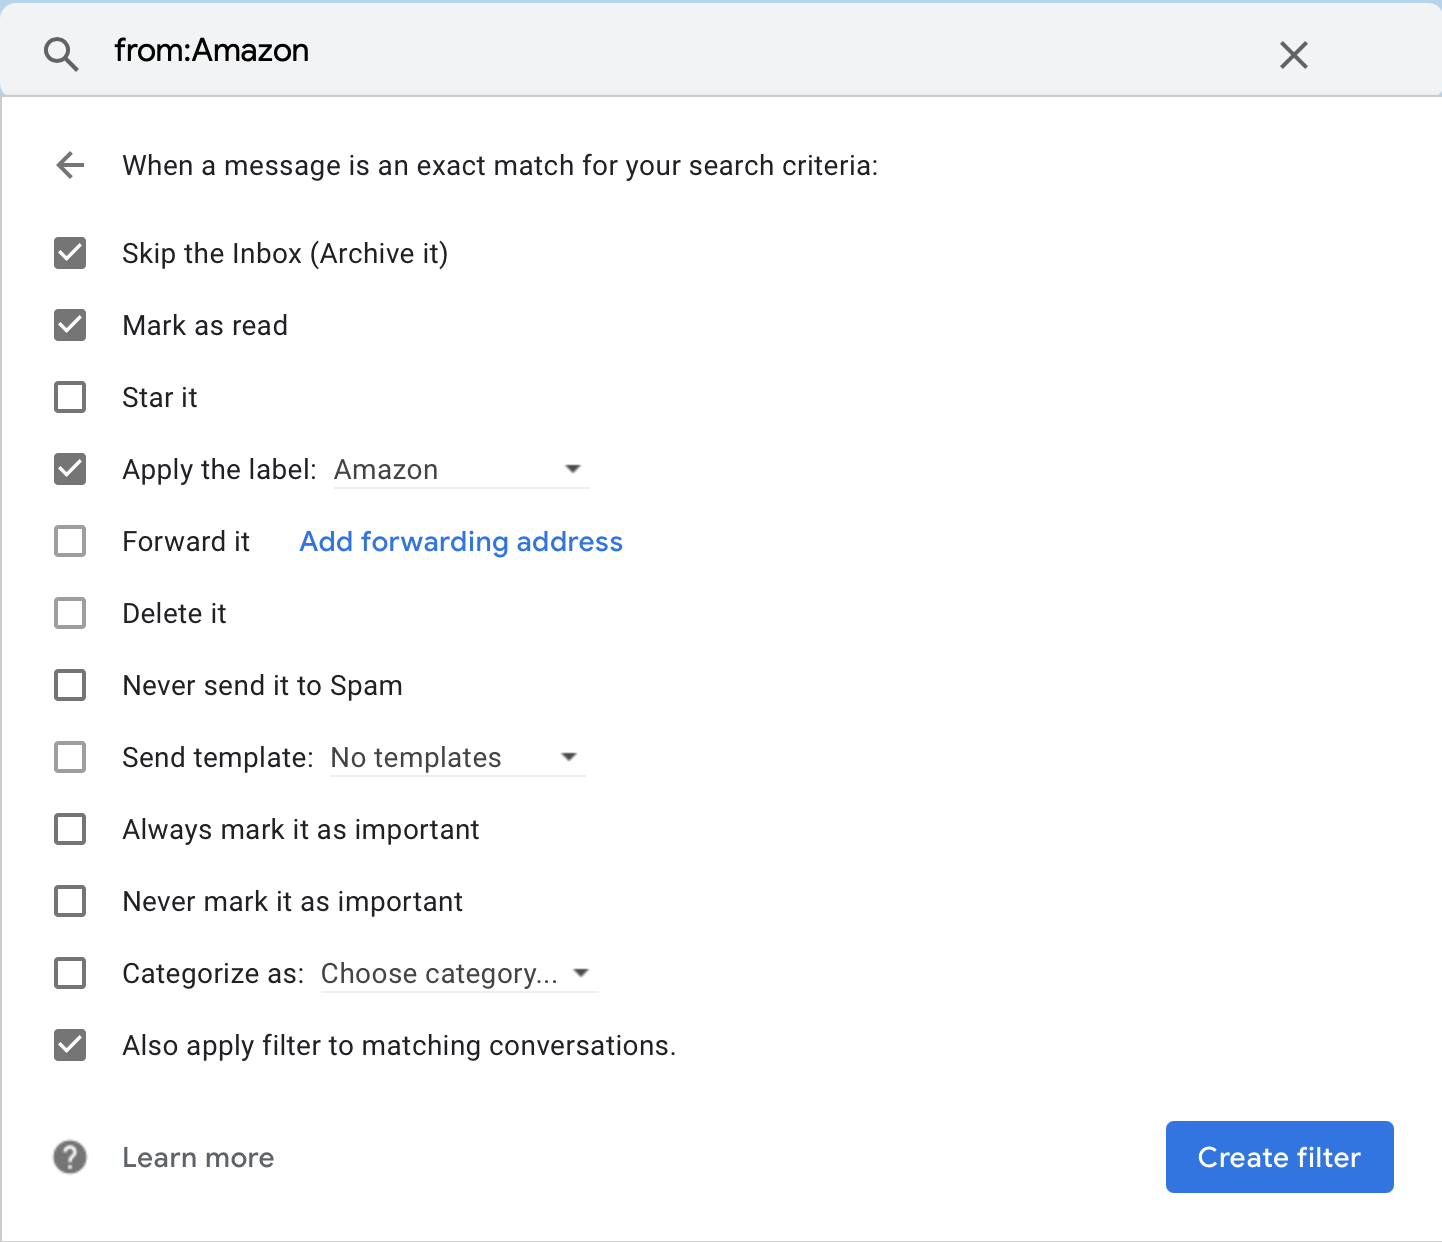 from:Amazon
When a message is an exact match for your search criteria:
Skip the Inbox (Archive it)
Mark as read
Star it
Apply the label: Amazon
Forward it Add forwarding address
Delete it
Never send it to Spam
Send template: No templates
Always mark it as important
Never mark it as important
Categorize as: Choose category...
Also apply filter to matching conversations.
? Learn more
Create filter